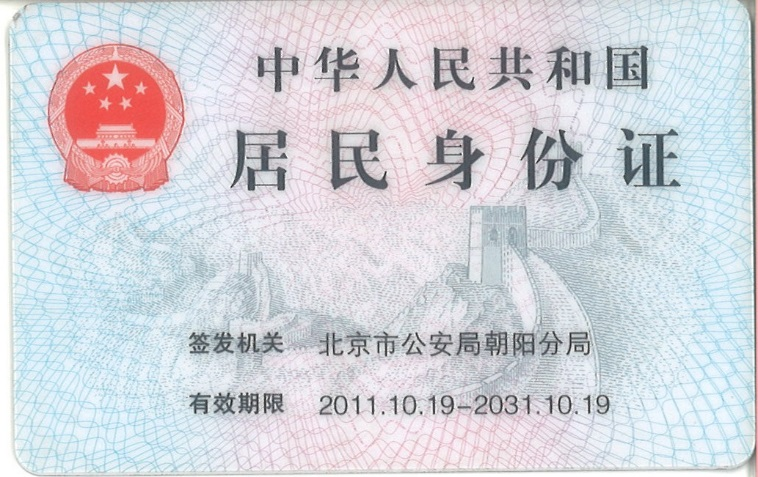 中华人民共和国
居民身份证
签发机关 北京市公安局朝阳分局
有效期限 2011.10.19-2031.10.19